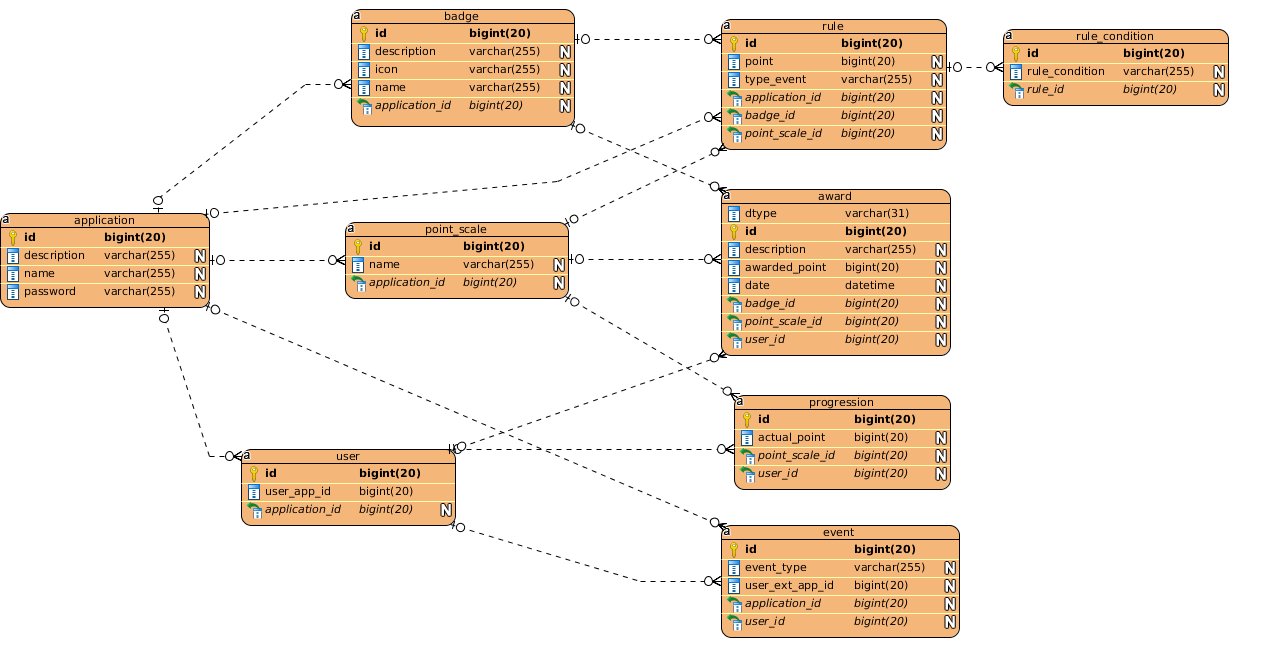 a
badge
id bigint(20)
description varchar(255) N
icon varchar(255) N
name varchar(255) N
application_id bigint(20) N
a
rule
id bigint(20)
point bigint(20) N
type_event varchar(255) N
application_id bigint(20) N
badge_id bigint(20) N
point_scale_id bigint(20) N
a
rule_condition
id bigint(20)
rule_condition varchar(255) N
rule_id bigint(20) N
a
application
id bigint(20)
description varchar(255) N
name varchar(255) N
password varchar(255) N
a
point_scale
id bigint(20)
name varchar(255) N
application_id bigint(20) N
a
award
dtype varchar(31)
id bigint(20)
description varchar(255) N
awarded_point bigint(20) N
date datetime N
badge_id bigint(20) N
point_scale_id bigint(20) N
user_id bigint(20) N
a
progression
id bigint(20)
actual_point bigint(20) N
point_scale_id bigint(20) N
user_id bigint(20) N
a
user
id bigint(20)
user_app_id bigint(20)
application_id bigint(20) N
a
event
id bigint(20)
event_type varchar(255) N
user_ext_app_id bigint(20) N
application_id bigint(20) N
user_id bigint(20) N